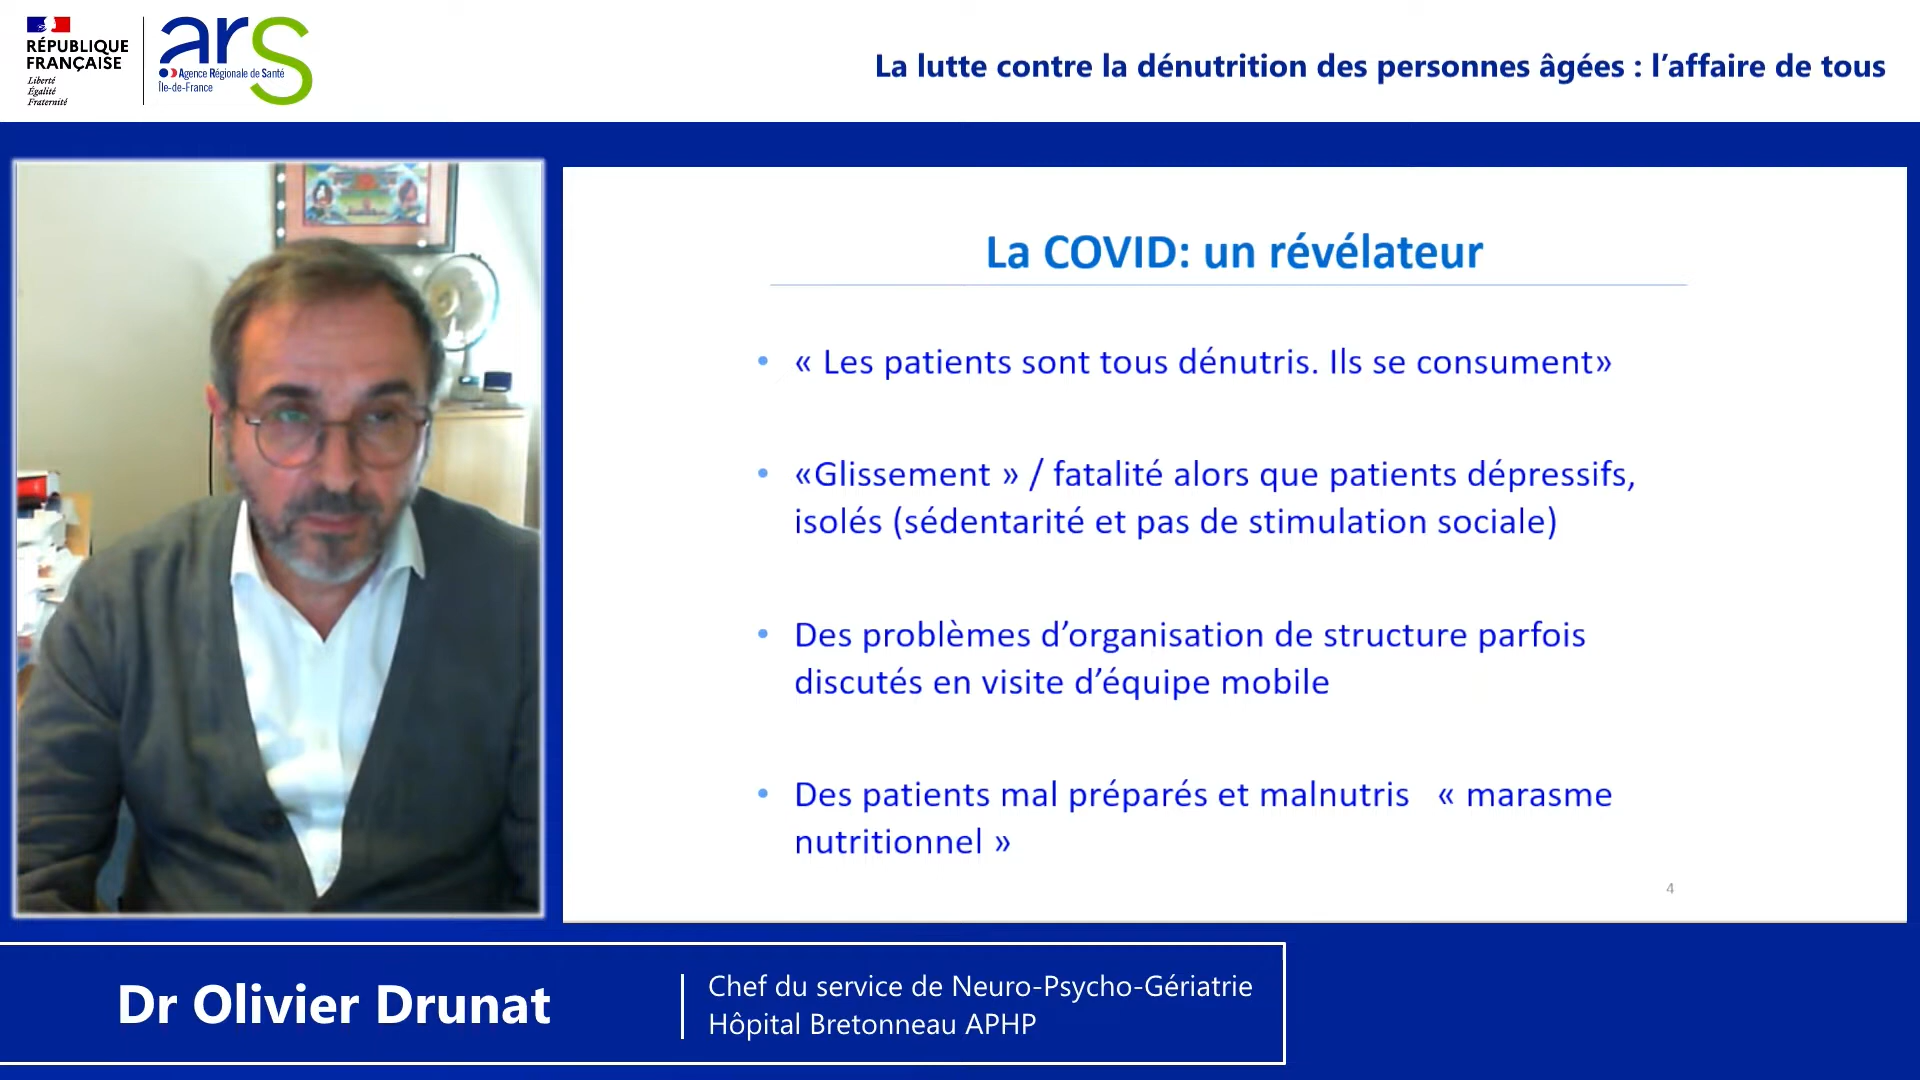 RÉPUBLIQUE
FRANÇAISE
Liberté
Égalité
Fraternité
ars
Agence Régionale de Santé
Île-de-France
La lutte contre la dénutrition des personnes âgées : l’affaire de tous
La COVID: un révélateur
• « Les patients sont tous dénutris. Ils se consument»
• «Glissement » / fatalité alors que patients dépressifs,
isolés (sédentarité et pas de stimulation sociale)
• Des problèmes d’organisation de structure parfois
discutés en visite d’équipe mobile
• Des patients mal préparés et malnutris « marasme
nutritionnel »
4
Dr Olivier Drunat
Chef du service de Neuro-Psycho-Gériatrie
Hôpital Bretonneau APHP